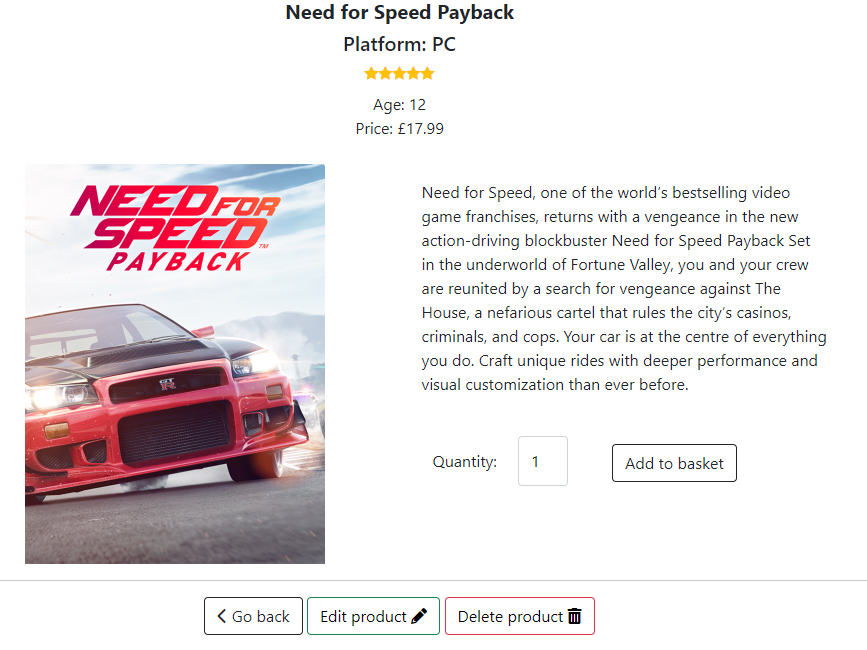 Need for Speed Payback
Platform: PC
Age: 12
Price: £17.99
NEED FOR
SPEED™
PAYBACK
GT
R
Need for Speed, one of the world’s bestselling video
game franchises, returns with a vengeance in the new
action-driving blockbuster Need for Speed Payback Set
in the underworld of Fortune Valley, you and your crew
are reunited by a search for vengeance against The
House, a nefarious cartel that rules the city’s casinos,
criminals, and cops. Your car is at the centre of everything
you do. Craft unique rides with deeper performance and
visual customization than ever before.
Quantity: 1 Add to basket
Go back Edit product Delete product